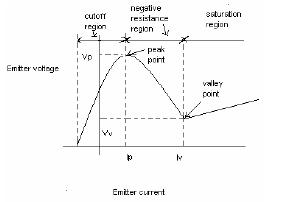 cutoff
region
negative
resistance
region
saturation
region
Emitter voltage
Vp
peak
point
valley
point
Vv
Ip
Iv
Emitter current